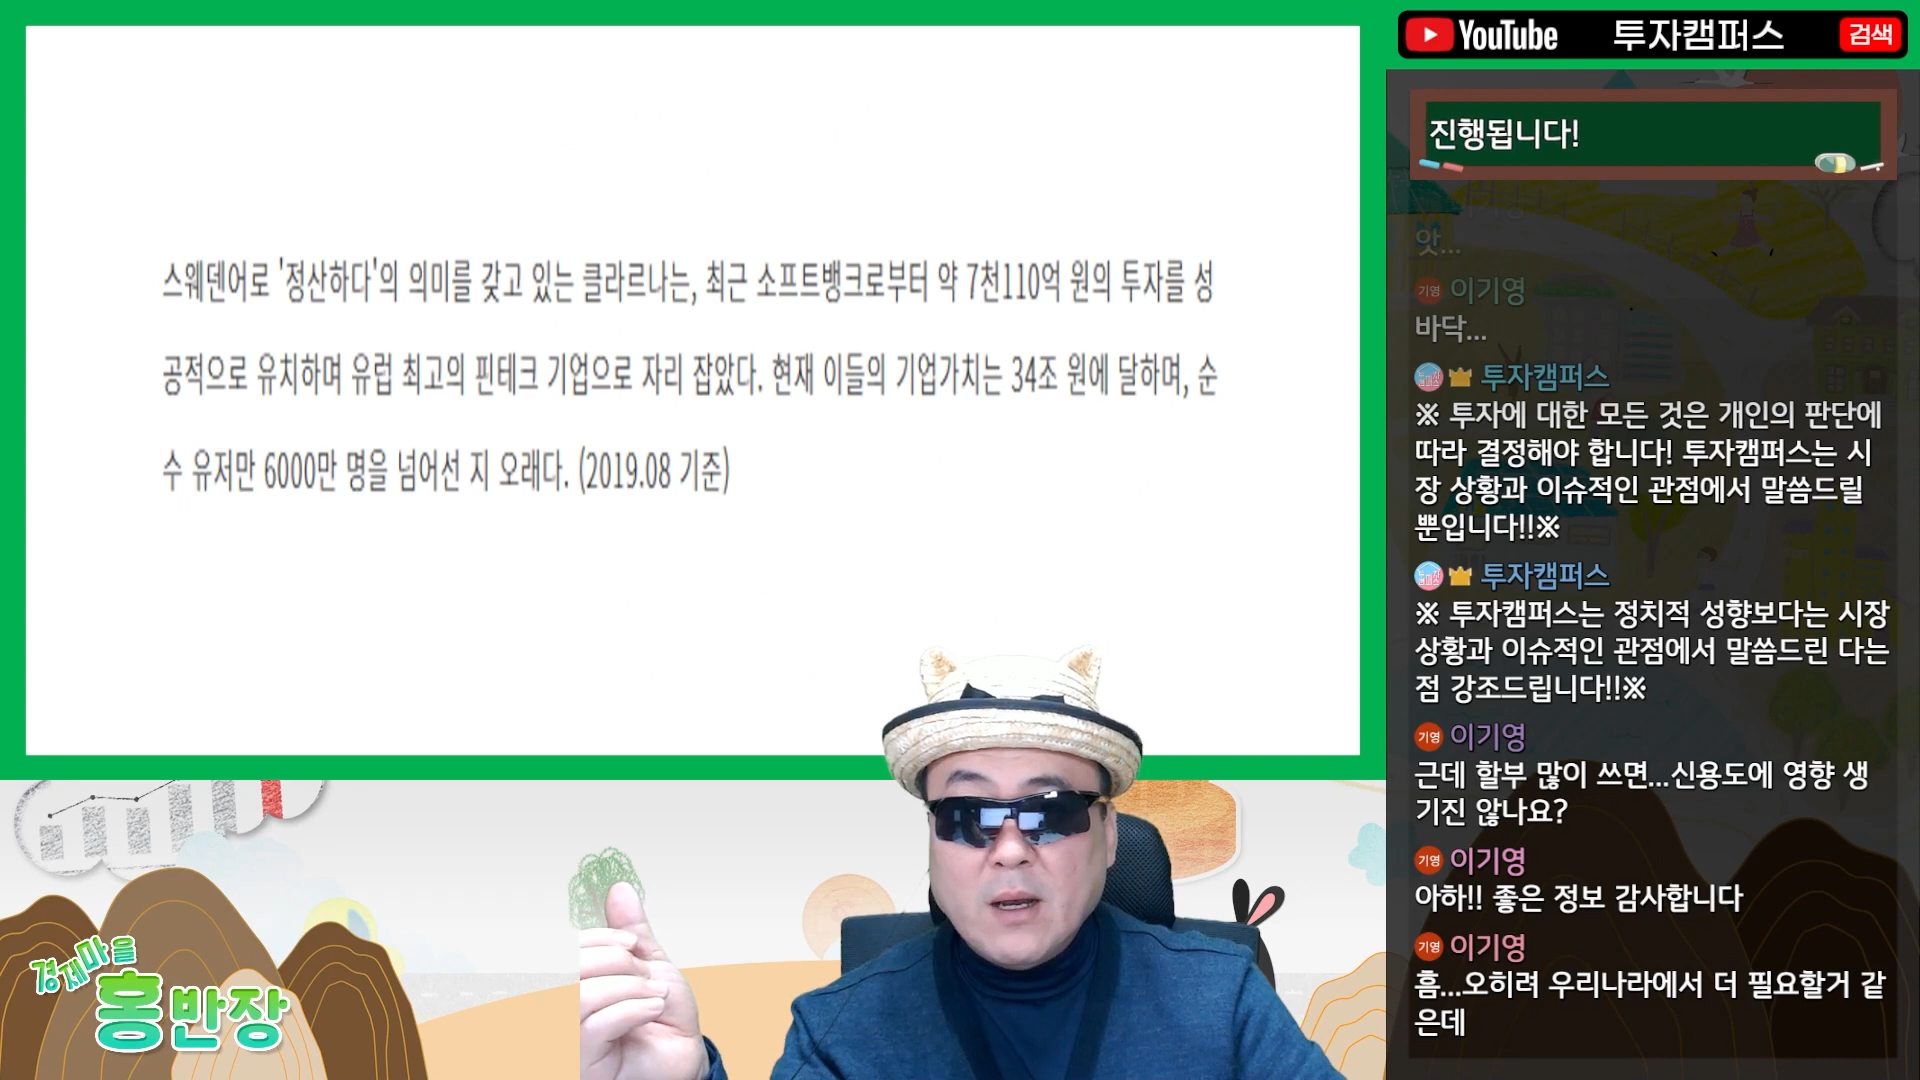 스웨덴어로 '정산하다'의 의미를 갖고 있는 클라르나는, 최근 소프트뱅크로부터 약 7천110억 원의 투자를 성
공적으로 유치하며 유럽 최고의 핀테크 기업으로 자리 잡았다. 현재 이들의 기업가치는 34조 원에 달하며, 순
수 유저만 6000만 명을 넘어선 지 오래다. (2019.08 기준)
경제마을
홍반장
YouTube 투자캠퍼스 검색
진행됩니다!
앗...
기영 이기영
바닥...
투자캠퍼스
※ 투자에 대한 모든 것은 개인의 판단에
따라 결정해야 합니다! 투자캠퍼스는 시
장 상황과 이슈적인 관점에서 말씀드릴
뿐입니다!!※
투자캠퍼스
※ 투자캠퍼스는 정치적 성향보다는 시장
상황과 이슈적인 관점에서 말씀드린 다는
점 강조드립니다!!※
기영 이기영
근데 할부 많이 쓰면...신용도에 영향 생
기진 않나요?
기영 이기영
아하!! 좋은 정보 감사합니다
기영 이기영
흠...오히려 우리나라에서 더 필요할거 같
은데